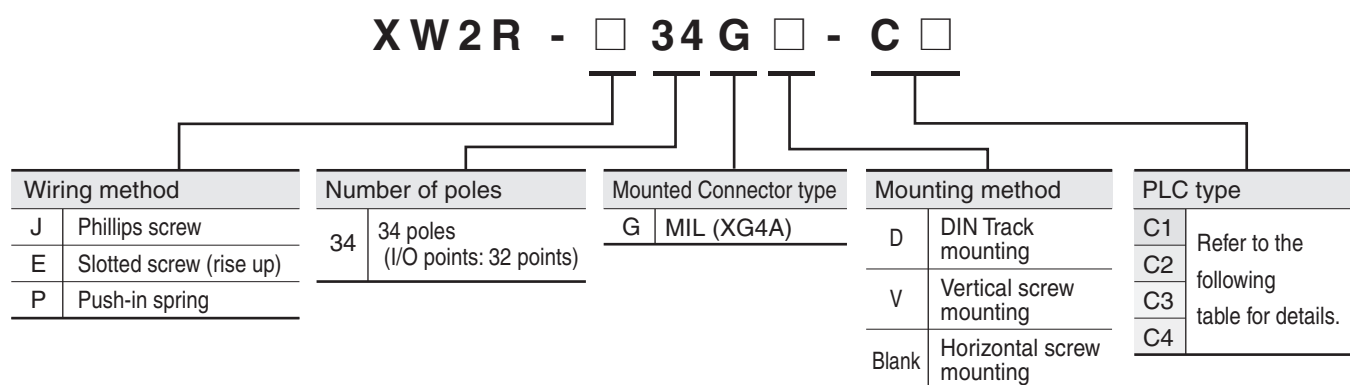 XW2R - □ 34 G □ - C □
Wiring method
J Phillips screw
E Slotted screw (rise up)
P Push-in spring
Number of poles
34 34 poles
(I/O points: 32 points)
Mounted Connector type
G MIL (XG4A)
Mounting method
D DIN Track
mounting
V Vertical screw
mounting
Blank Horizontal screw
mounting
PLC type
C1
C2
C3
C4
Refer to the
following
table for details.